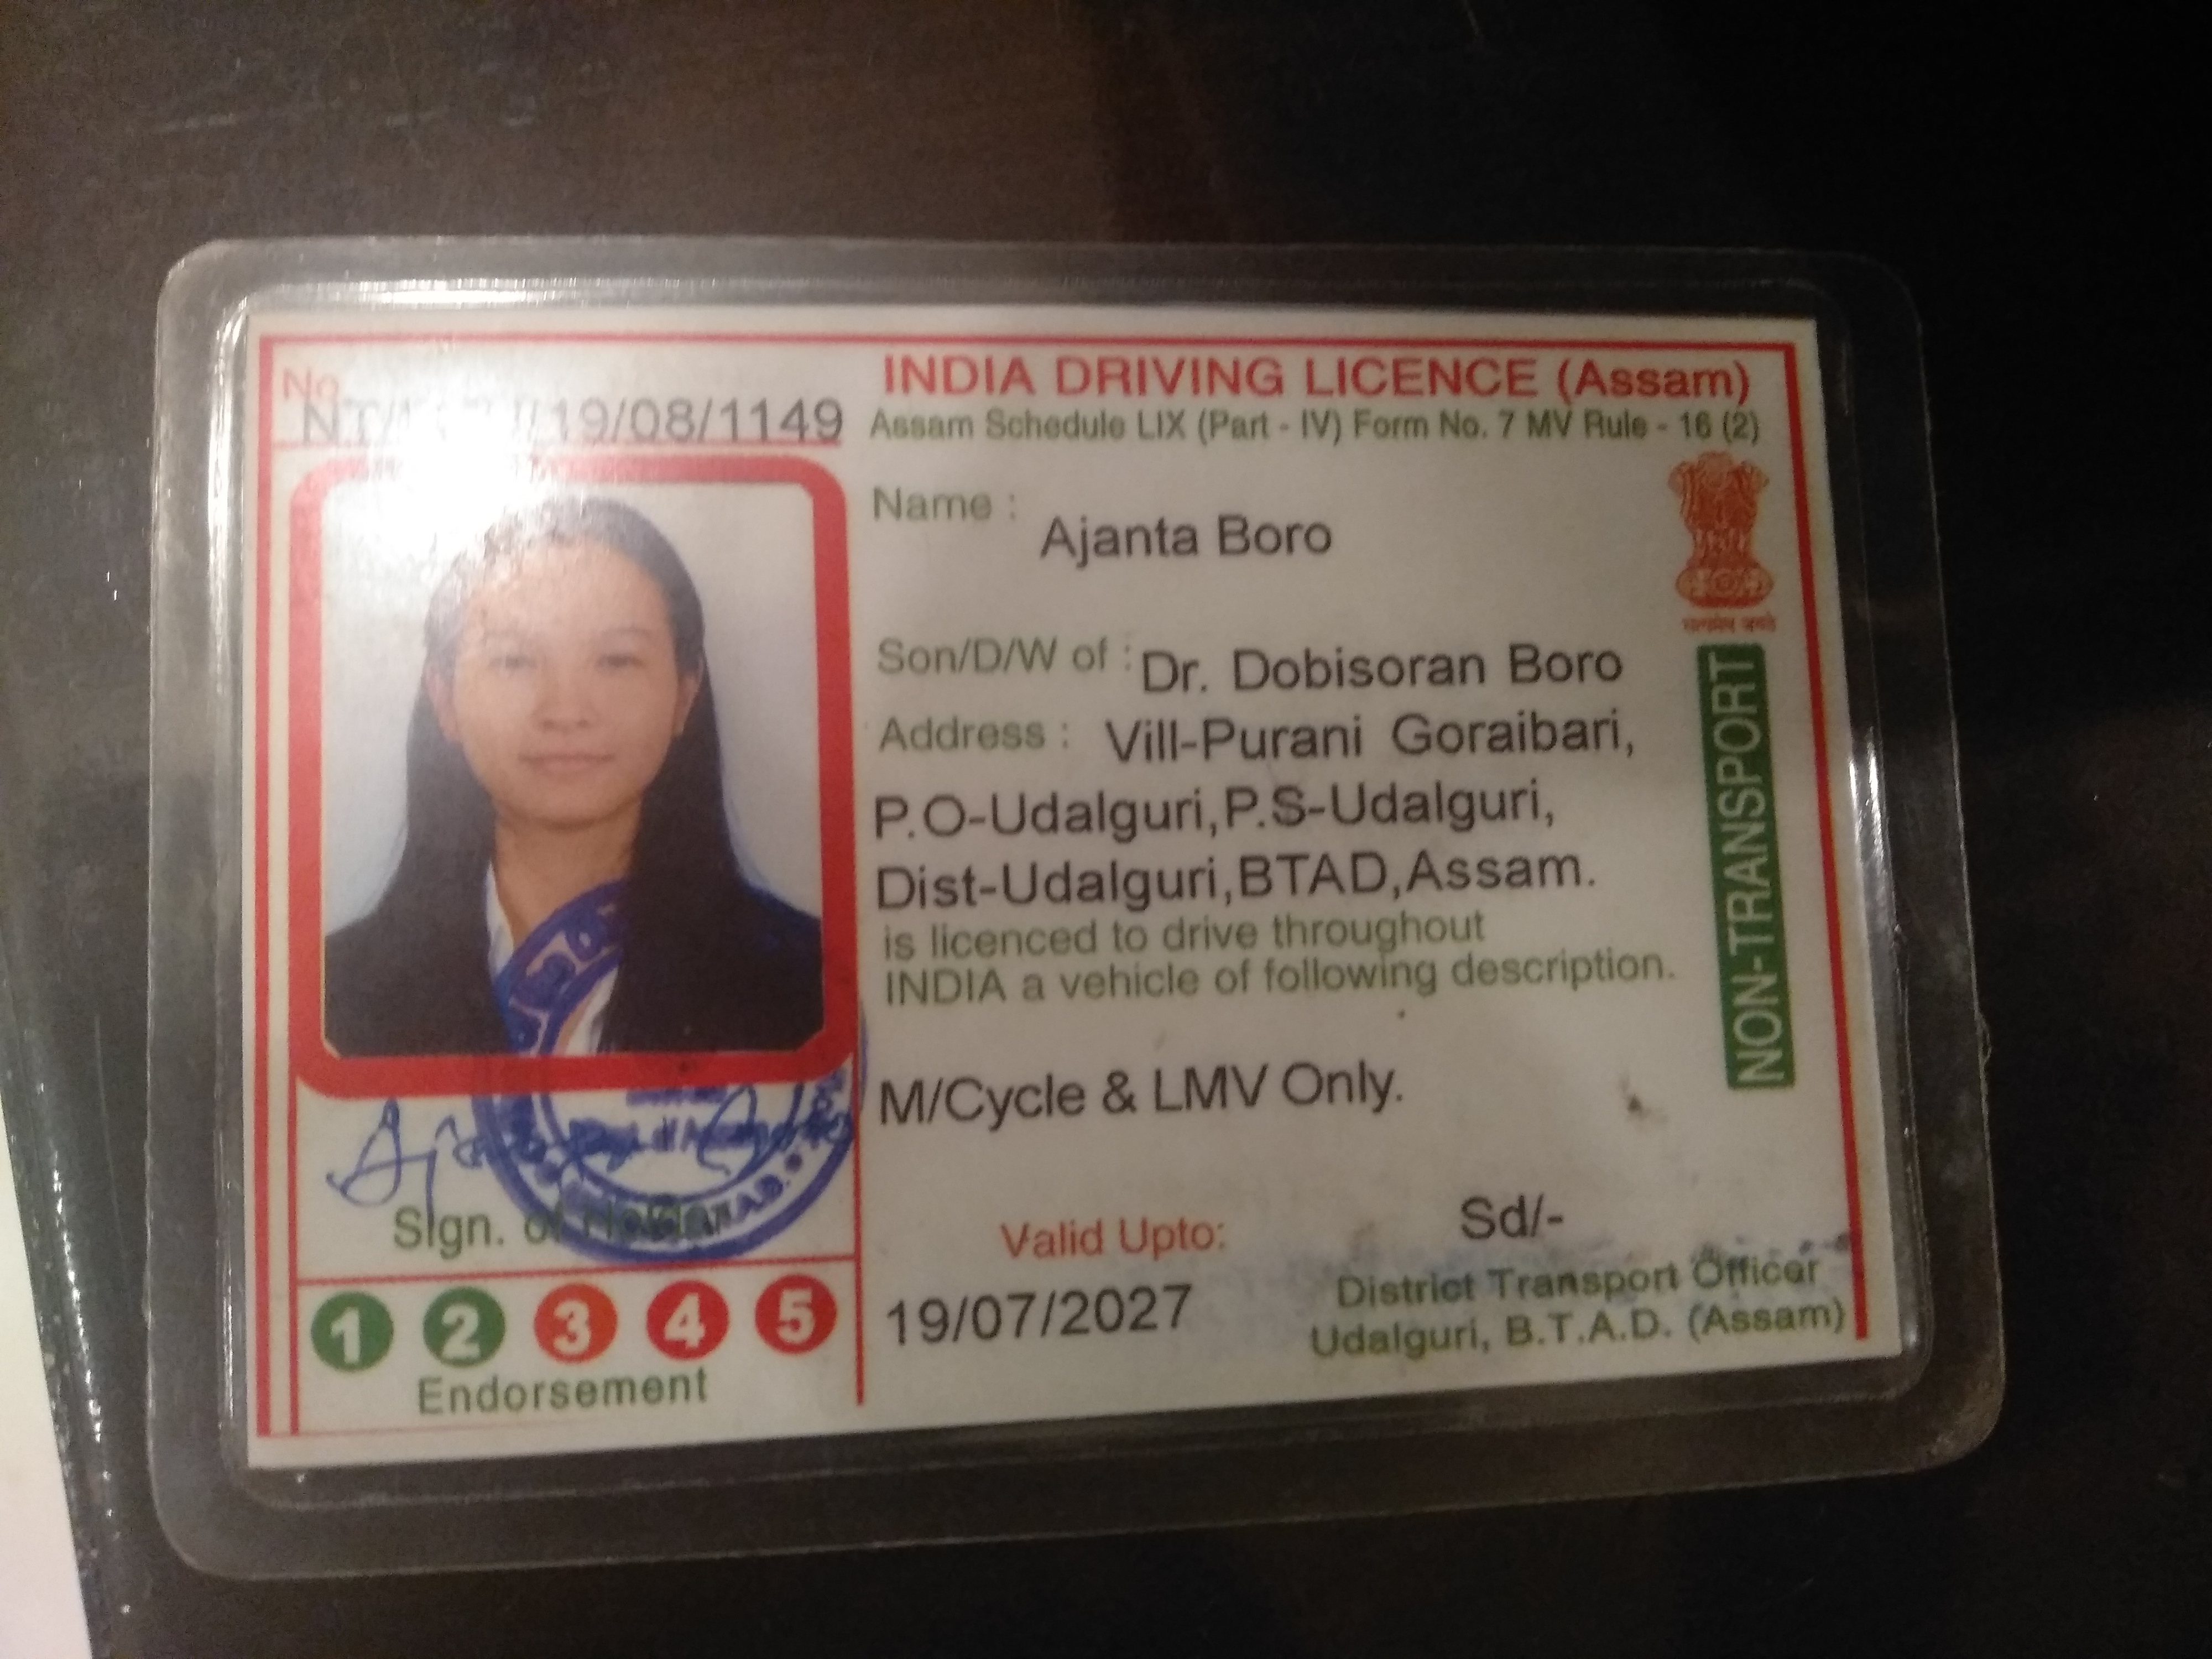 INDIA DRIVING LICENCE (Assam)
Assam Schedule LIX (Part - IV) Form No. 7 MV Rule - 16 (2)
No
/19/08/1149
Name : Ajanta Boro
Son/D/W of : Dr. Dobisoran Boro
Address : Vill-Purani Goraibari,
P.O-Udalguri,P.S-Udalguri,
Dist-Udalguri,BTAD,Assam.
is licenced to drive throughout
INDIA a vehicle of following description.
M/Cycle & LMV Only.
NON-TRANSPORT
Sign. of Holder
1 2 3 4 5
Endorsement
Valid Upto:
19/07/2027
Sd/-
District Transport Officer
Udalguri, B.T.A.D. (Assam)